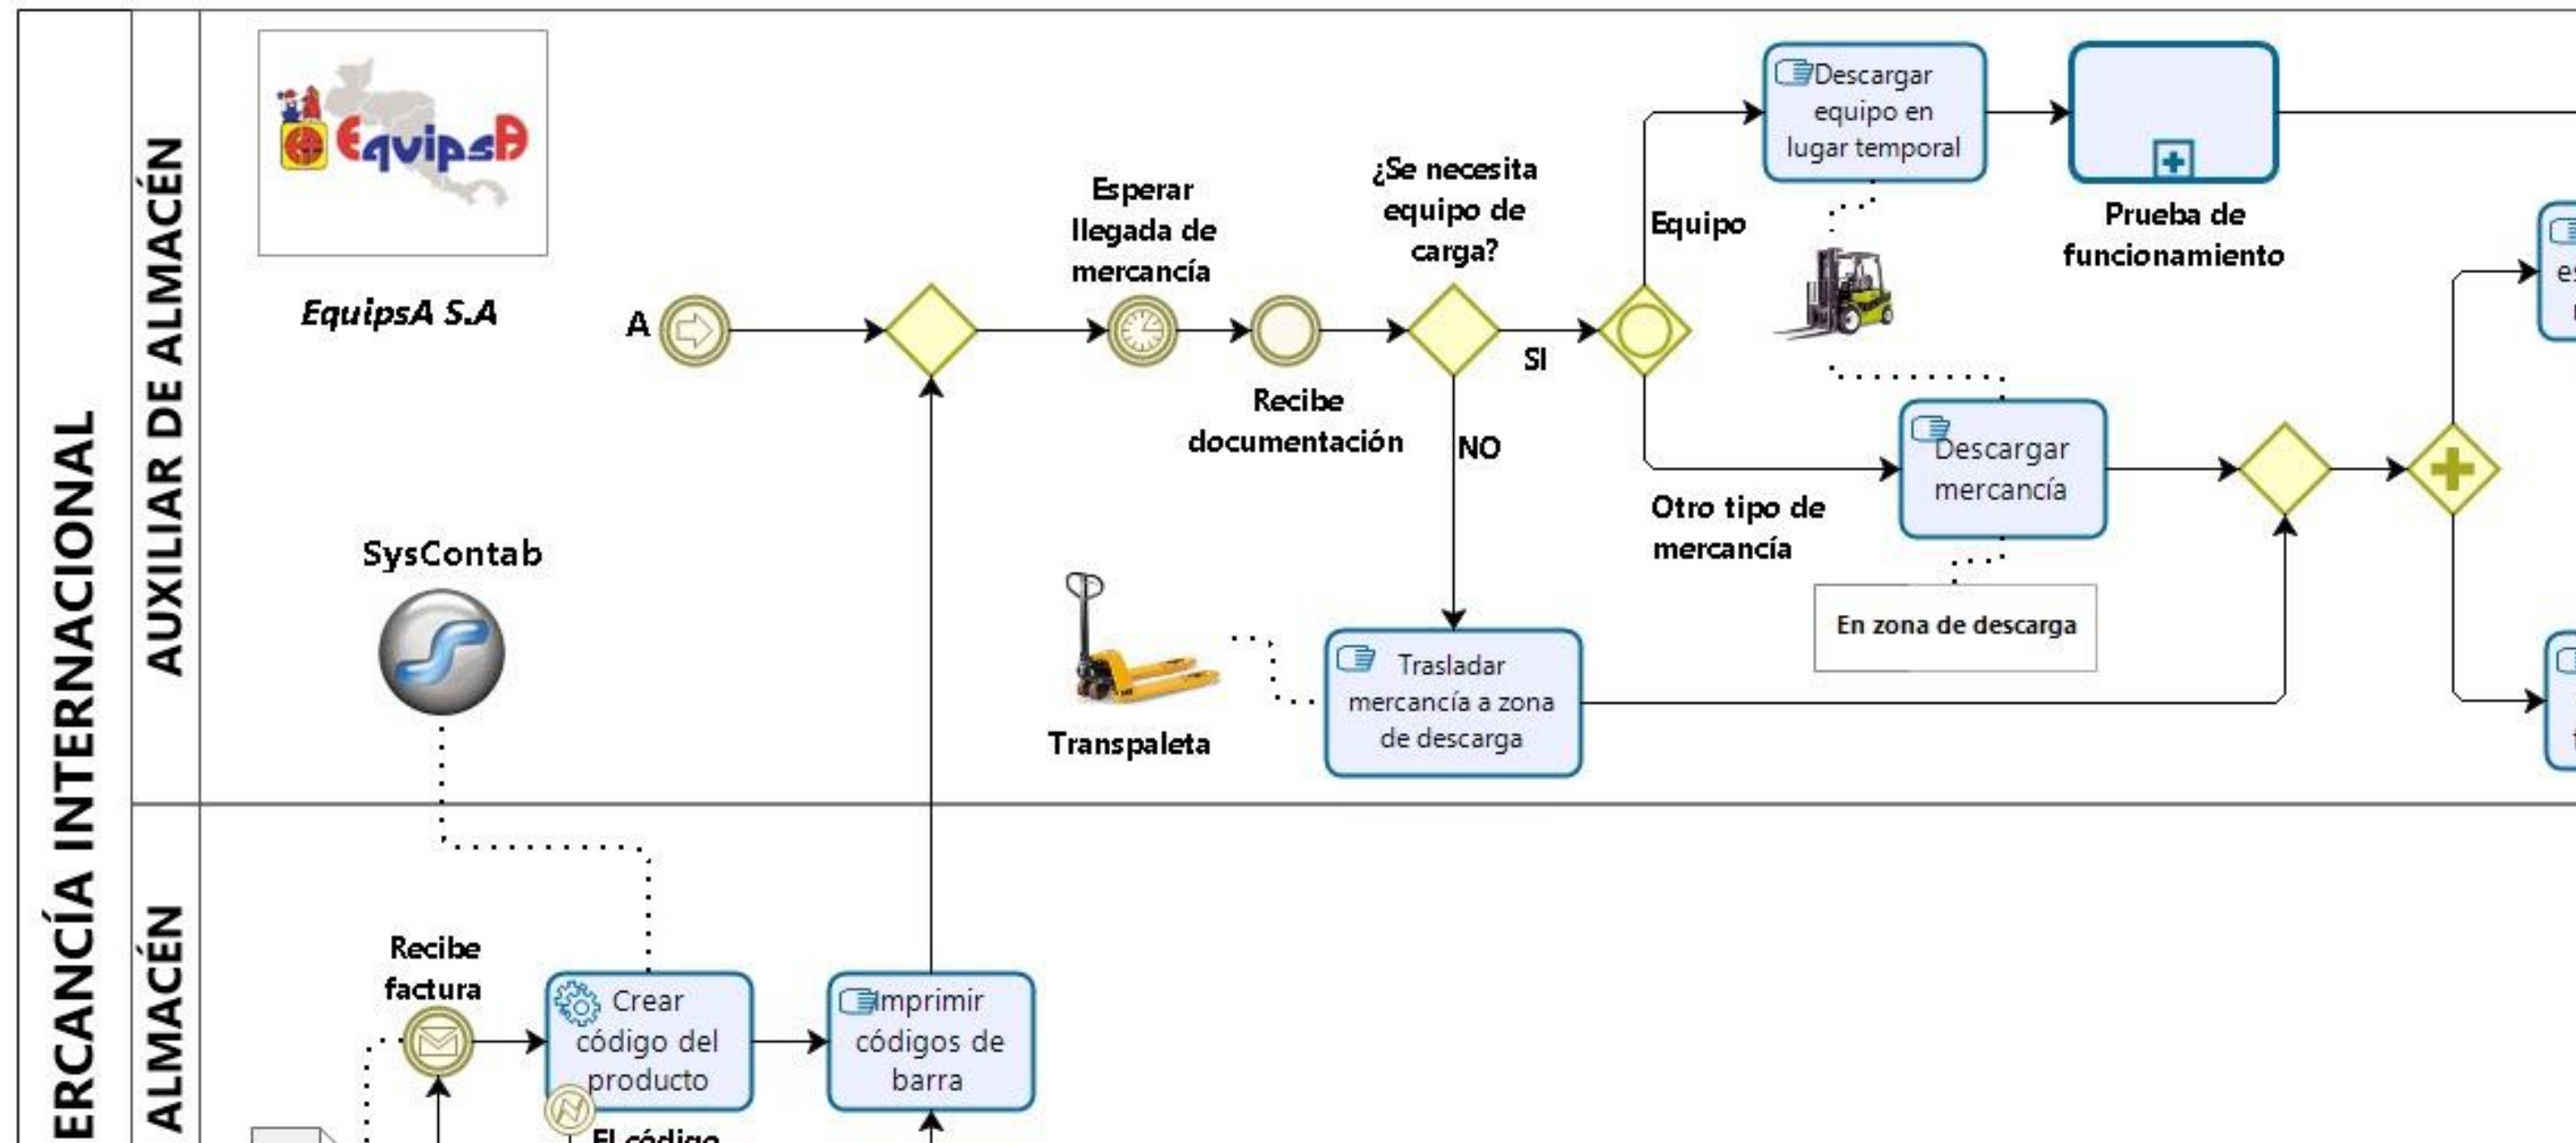 ERCANCÍA INTERNACIONAL
AUXILIAR DE ALMACÉN
ALMACÉN
EquipsA
EquipsA S.A
A
Esperar
llegada de
mercancía
Recibe
documentación
¿Se necesita
equipo de
carga?
SI
NO
Equipo
Descargar
equipo en
lugar temporal
Prueba de
funcionamiento
Otro tipo de
mercancía
Descargar
mercancía
En zona de descarga
Transpaleta
Trasladar
mercancía a zona
de descarga
SysContab
Recibe
factura
Crear
código del
producto
Imprimir
códigos de
barra
El código